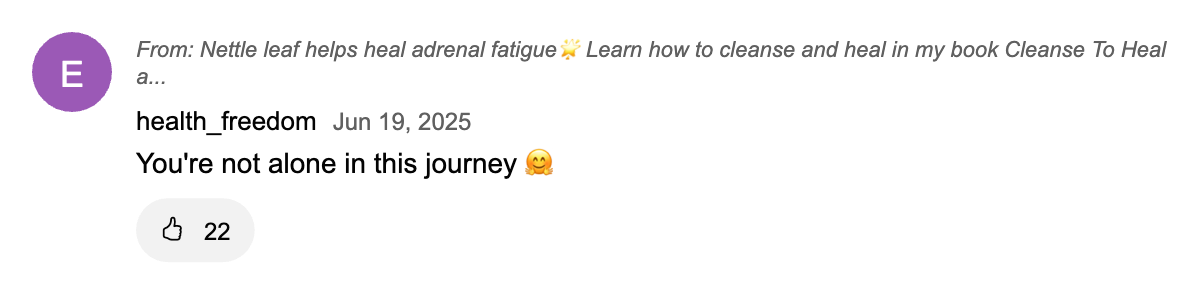 E
From: Nettle leaf helps heal adrenal fatigue🌟 Learn how to cleanse and heal in my book Cleanse To Heal
a...
health_freedom Jun 19, 2025
You're not alone in this journey 🤗
22